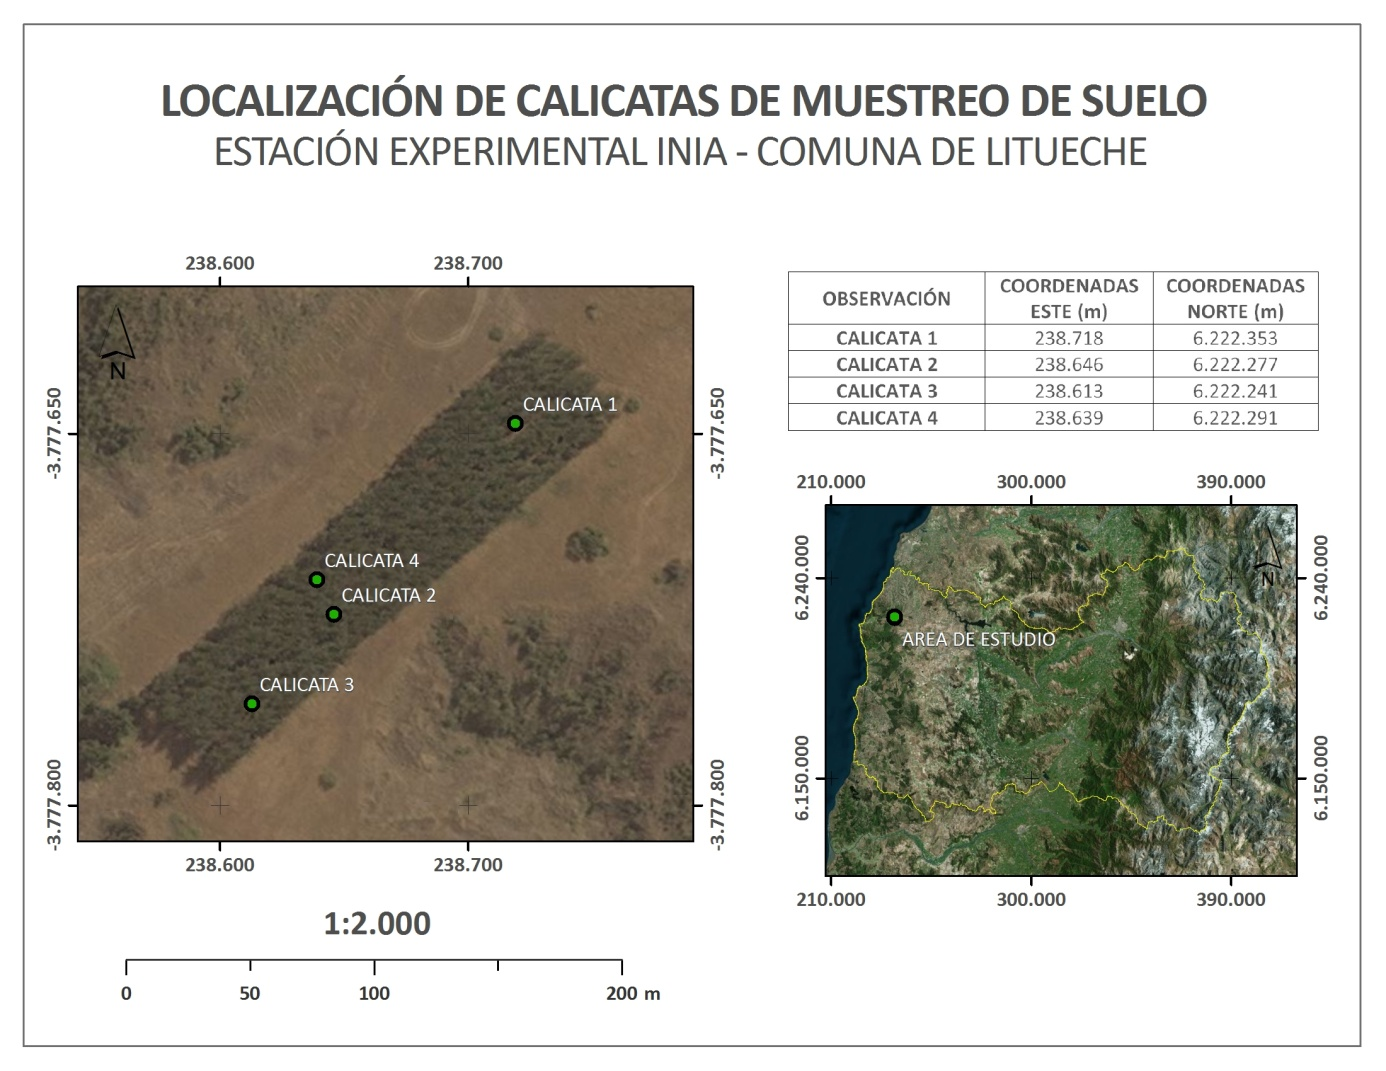 LOCALIZACIÓN DE CALICATAS DE MUESTREO DE SUELO
ESTACIÓN EXPERIMENTAL INIA - COMUNA DE LITUECHE
238.600 238.700
-3.777.650 -3.777.650
-3.777.800 -3.777.800
N
CALICATA 1
CALICATA 4
CALICATA 2
CALICATA 3
238.600 238.700
1:2.000
0 50 100 200 m
OBSERVACIÓN COORDENADAS ESTE (m) COORDENADAS NORTE (m)
CALICATA 1 238.718 6.222.353
CALICATA 2 238.646 6.222.277
CALICATA 3 238.613 6.222.241
CALICATA 4 238.639 6.222.291
210.000 300.000 390.000
6.240.000 6.240.000
N
AREA DE ESTUDIO
6.150.000 6.150.000
210.000 300.000 390.000